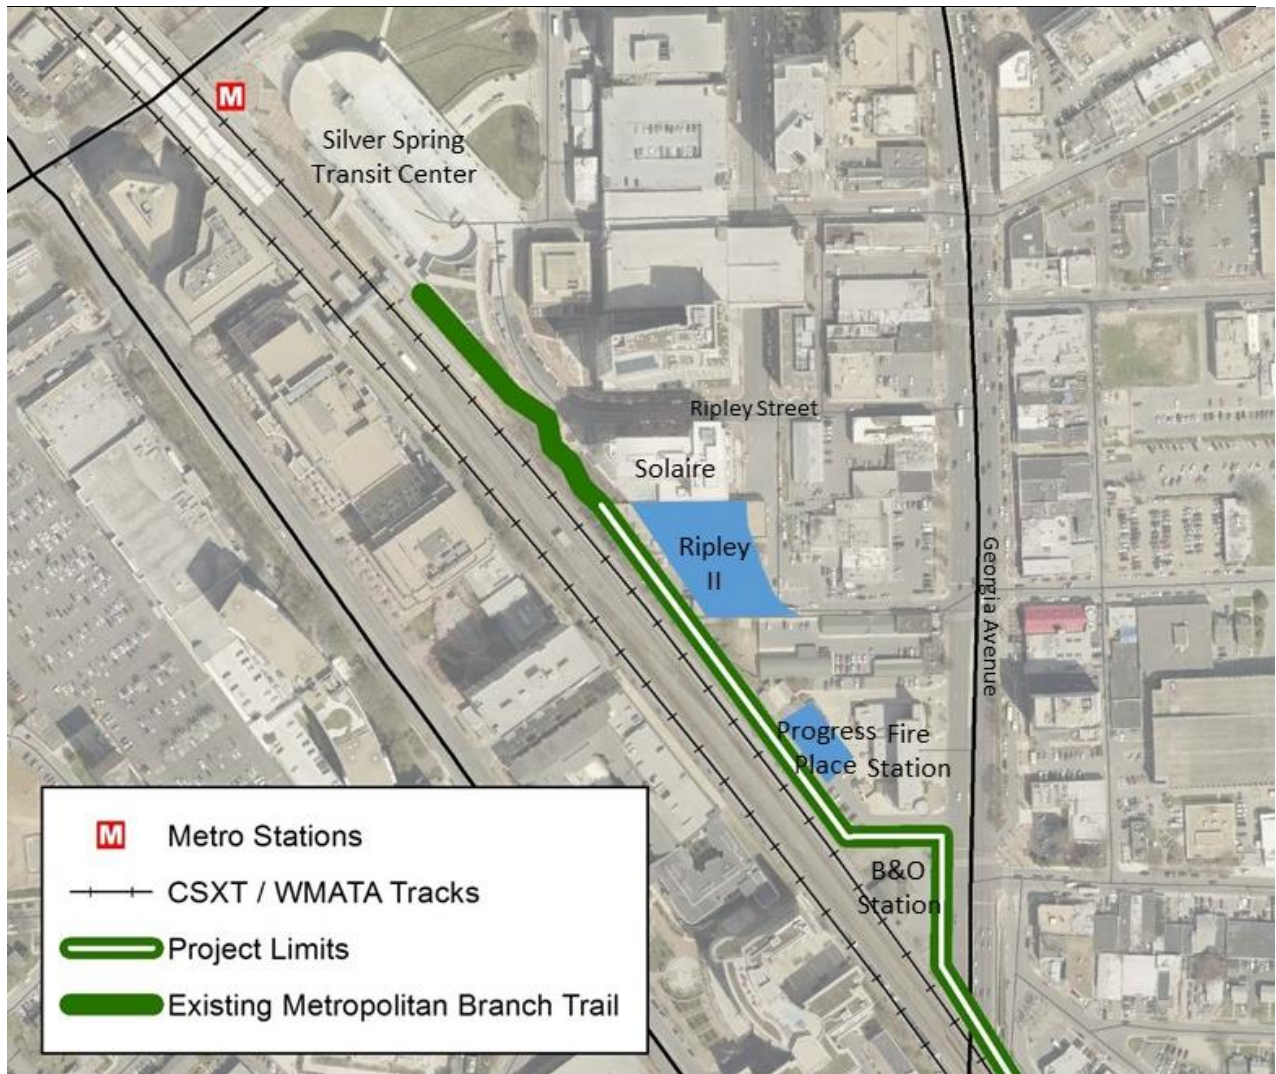 M
Silver Spring
Transit Center
Ripley Street
Solaire
Ripley
II
Georgia Avenue
Progress
Place
Fire
Station
B&O
Station
M Metro Stations
CSXT / WMATA Tracks
Project Limits
Existing Metropolitan Branch Trail